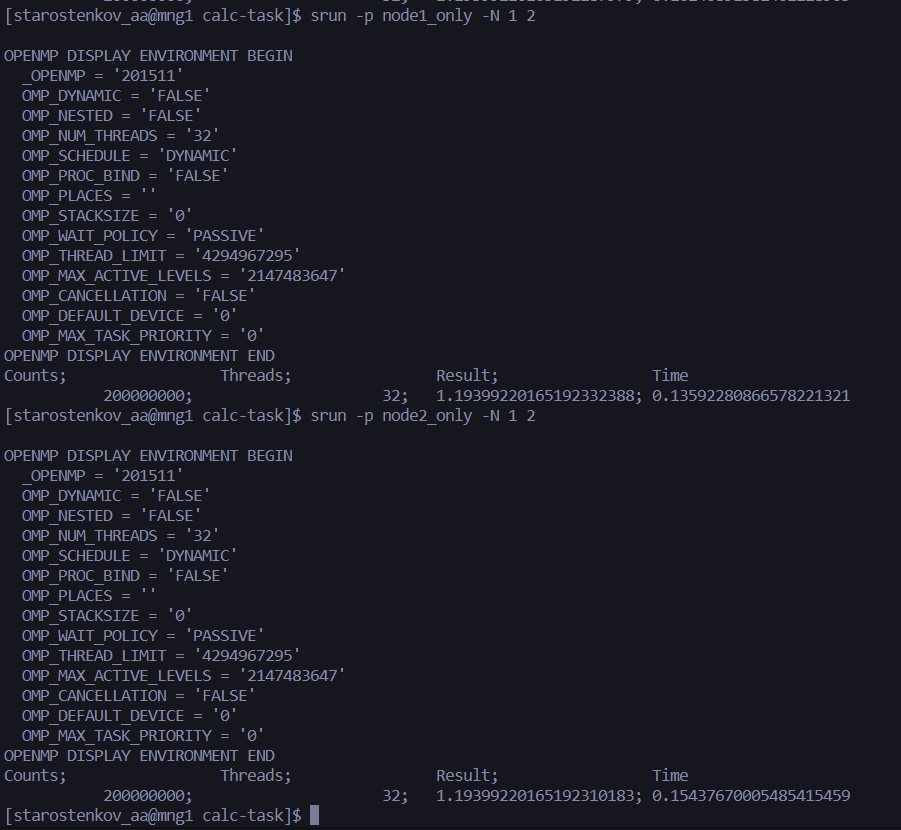 [starostenkov_aa@mng1 calc-task]$ srun -p node1_only -N 1 2
OPENMP DISPLAY ENVIRONMENT BEGIN
_OPENMP = '201511'
OMP_DYNAMIC = 'FALSE'
OMP_NESTED = 'FALSE'
OMP_NUM_THREADS = '32'
OMP_SCHEDULE = 'DYNAMIC'
OMP_PROC_BIND = 'FALSE'
OMP_PLACES = ''
OMP_STACKSIZE = '0'
OMP_WAIT_POLICY = 'PASSIVE'
OMP_THREAD_LIMIT = '4294967295'
OMP_MAX_ACTIVE_LEVELS = '2147483647'
OMP_CANCELLATION = 'FALSE'
OMP_DEFAULT_DEVICE = '0'
OMP_MAX_TASK_PRIORITY = '0'
OPENMP DISPLAY ENVIRONMENT END
Counts; Threads; Result; Time
200000000; 32; 1.19399220165192332388; 0.13592280866578221321
[starostenkov_aa@mng1 calc-task]$ srun -p node2_only -N 1 2
OPENMP DISPLAY ENVIRONMENT BEGIN
_OPENMP = '201511'
OMP_DYNAMIC = 'FALSE'
OMP_NESTED = 'FALSE'
OMP_NUM_THREADS = '32'
OMP_SCHEDULE = 'DYNAMIC'
OMP_PROC_BIND = 'FALSE'
OMP_PLACES = ''
OMP_STACKSIZE = '0'
OMP_WAIT_POLICY = 'PASSIVE'
OMP_THREAD_LIMIT = '4294967295'
OMP_MAX_ACTIVE_LEVELS = '2147483647'
OMP_CANCELLATION = 'FALSE'
OMP_DEFAULT_DEVICE = '0'
OMP_MAX_TASK_PRIORITY = '0'
OPENMP DISPLAY ENVIRONMENT END
Counts; Threads; Result; Time
200000000; 32; 1.19399220165192310183; 0.15437670005485415459
[starostenkov_aa@mng1 calc-task]$